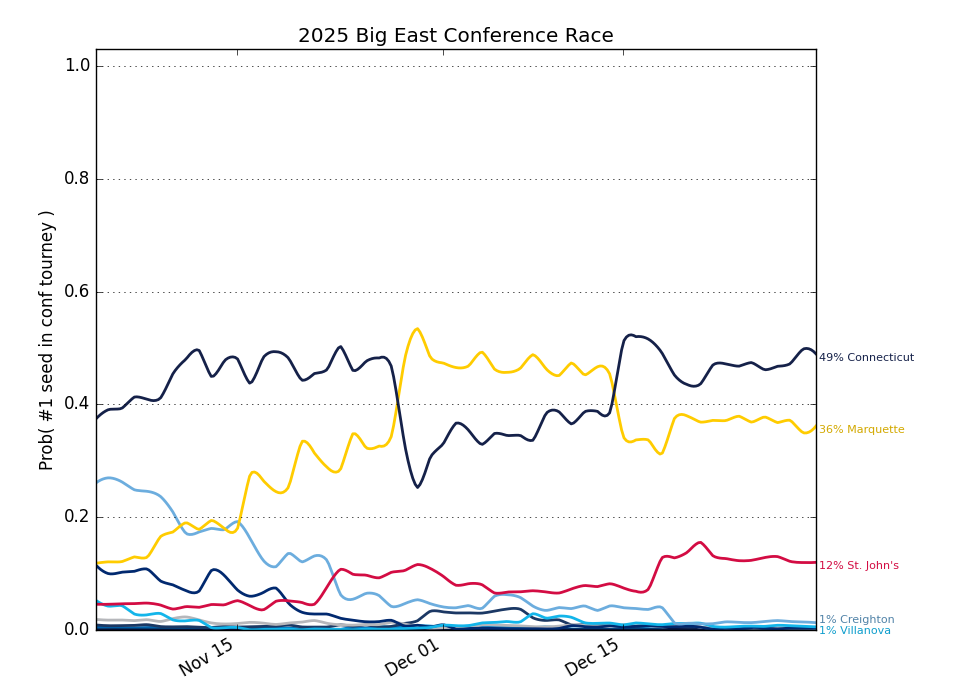 2025 Big East Conference Race
Prob( #1 seed in conf tourney )
1.0
0.8
0.6
0.4
0.2
0.0
Nov 15
Dec 01
Dec 15
49% Connecticut
36% Marquette
12% St. John's
1% Creighton
1% Villanova